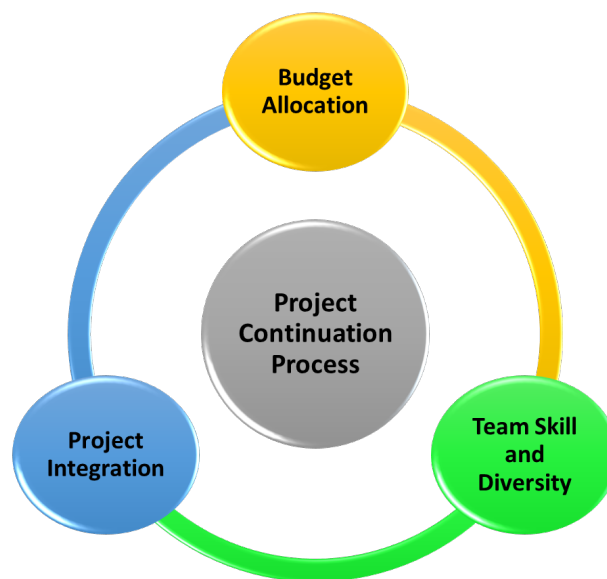 Budget
Allocation
Project
Continuation
Process
Project
Integration
Team Skill
and
Diversity